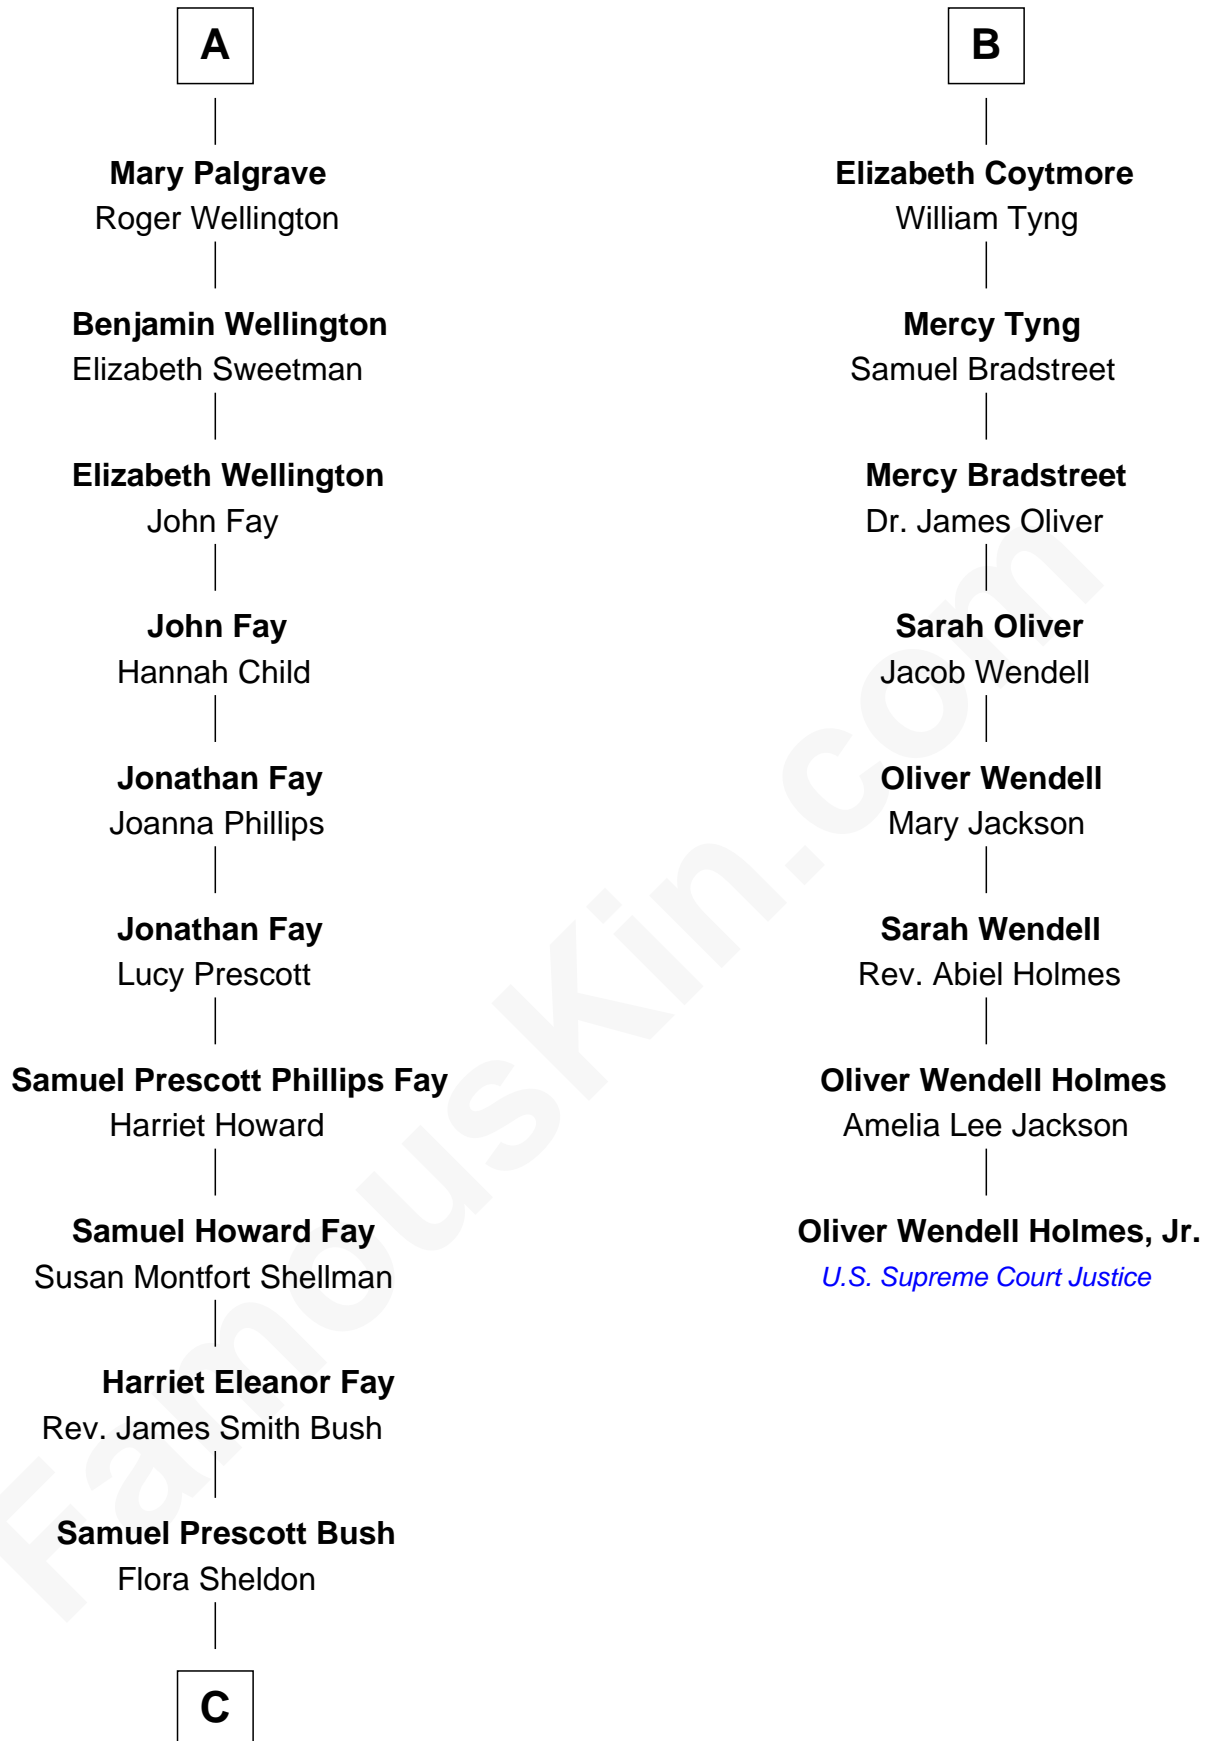 A
Mary Palgrave
Roger Wellington
Benjamin Wellington
Elizabeth Sweetman
Elizabeth Wellington
John Fay
John Fay
Hannah Child
Jonathan Fay
Joanna Phillips
Jonathan Fay
Lucy Prescott
Samuel Prescott Phillips Fay
Harriet Howard
Samuel Howard Fay
Susan Montfort Shellman
Harriet Eleanor Fay
Rev. James Smith Bush
Samuel Prescott Bush
Flora Sheldon
C
B
Elizabeth Coytmore
William Tyng
Mercy Tyng
Samuel Bradstreet
Mercy Bradstreet
Dr. James Oliver
Sarah Oliver
Jacob Wendell
Oliver Wendell
Mary Jackson
Sarah Wendell
Rev. Abiel Holmes
Oliver Wendell Holmes
Amelia Lee Jackson
Oliver Wendell Holmes, Jr.
U.S. Supreme Court Justice
FamousKin.com